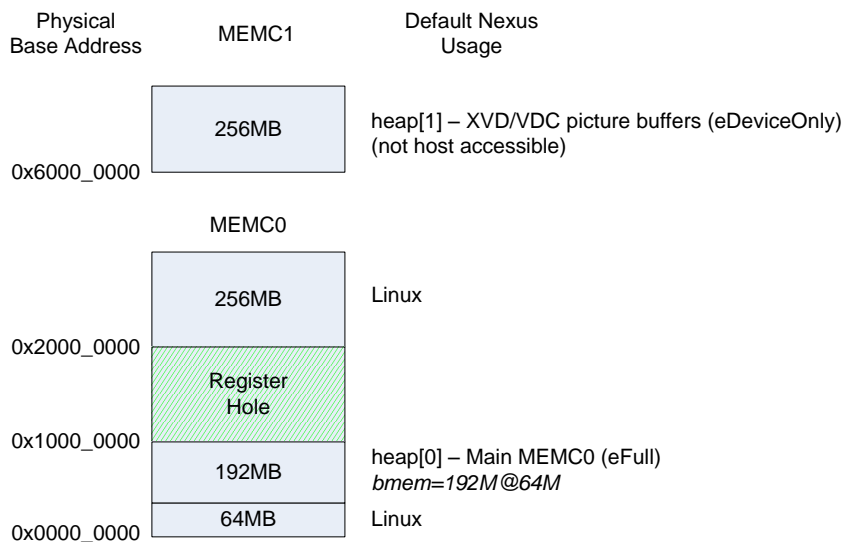 Physical
Base Address
MEMC1
Default Nexus
Usage
256MB
heap[1] – XVD/VDC picture buffers (eDeviceOnly)
(not host accessible)
0x6000_0000
MEMC0
256MB
Linux
0x2000_0000
Register
Hole
0x1000_0000
192MB
heap[0] – Main MEMC0 (eFull)
bmem=192M@64M
64MB
Linux
0x0000_0000